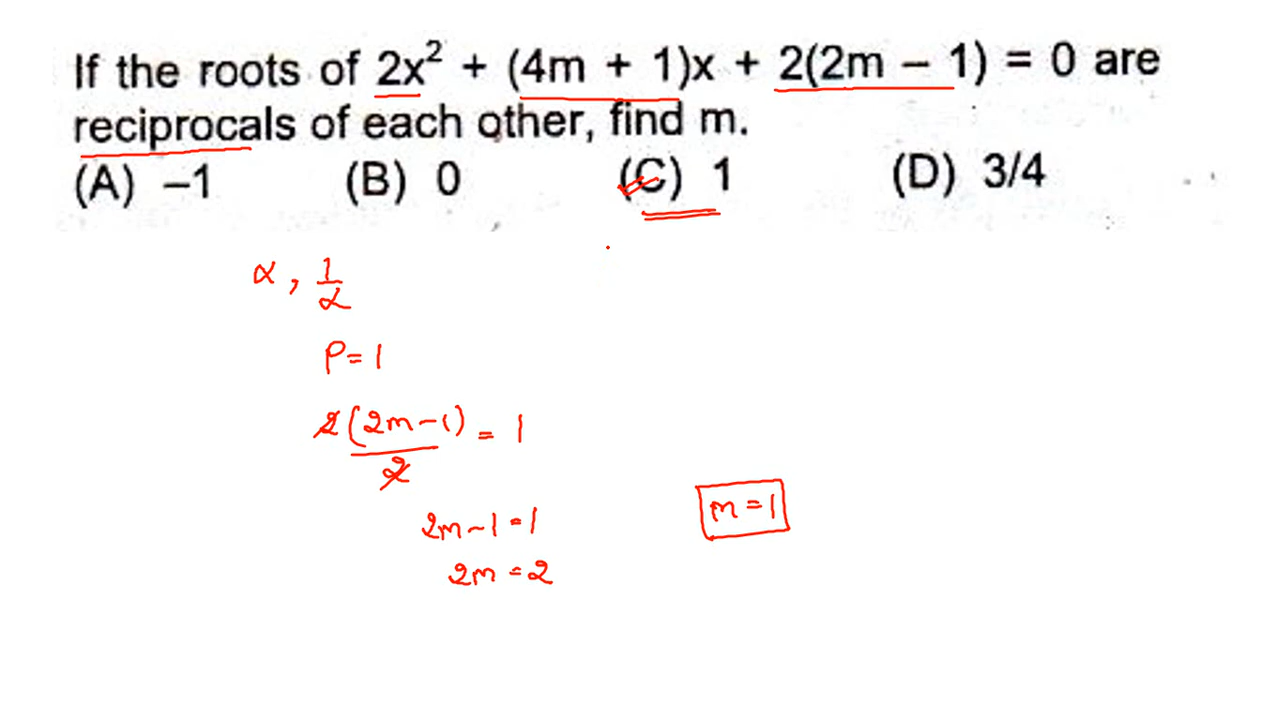 If the roots of 2x² + (4m + 1)x + 2(2m – 1) = 0 are
reciprocals of each other, find m.
(A) –1 (B) 0 (C) 1 (D) 3/4
α, 1/α
P = 1
2(2m – 1)/2 = 1
2m – 1 = 1
m = 1
2m = 2